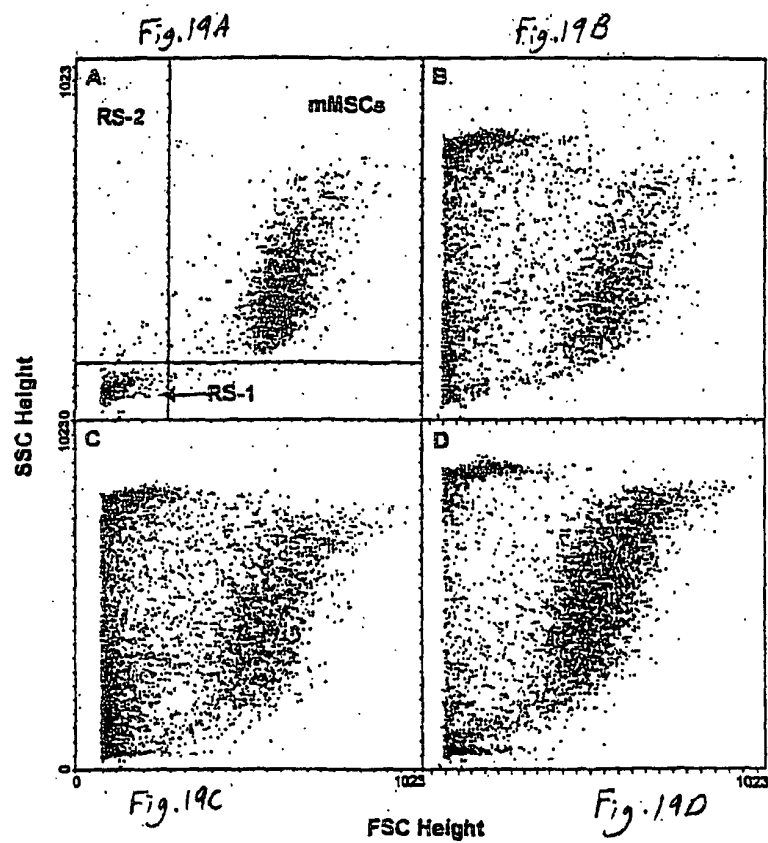 Fig.19A Fig.19B
1023
A. B.
RS-2 mMSCs
RS-1
10230
C D
SSC Height
0
0 1023 1023
Fig.19C Fig.19D
FSC Height